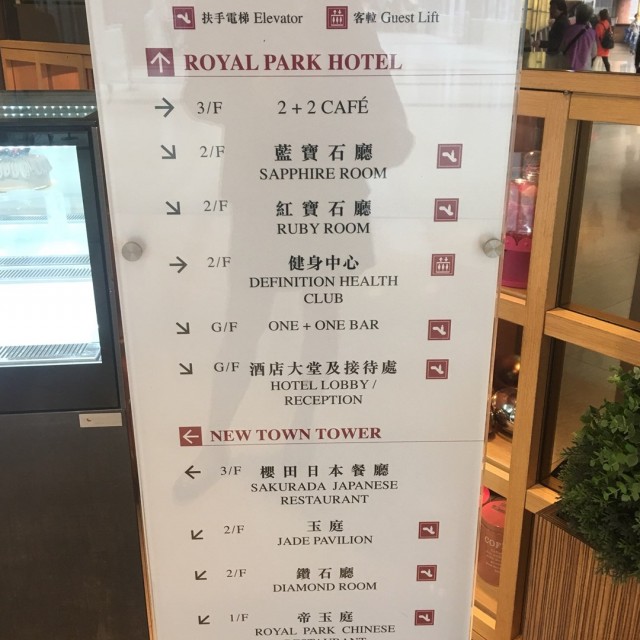 扶手電梯 Elevator 客𨋢 Guest Lift
ROYAL PARK HOTEL
3/F 2 + 2 CAFÉ
2/F 藍寶石廳
SAPPHIRE ROOM
2/F 紅寶石廳
RUBY ROOM
2/F 健身中心
DEFINITION HEALTH
CLUB
G/F ONE + ONE BAR
G/F 酒店大堂及接待處
HOTEL LOBBY /
RECEPTION
NEW TOWN TOWER
3/F 櫻田日本餐廳
SAKURADA JAPANESE
RESTAURANT
2/F 玉庭
JADE PAVILION
2/F 鑽石廳
DIAMOND ROOM
1/F 帝玉庭
ROYAL PARK CHINESE
RESTAURANT